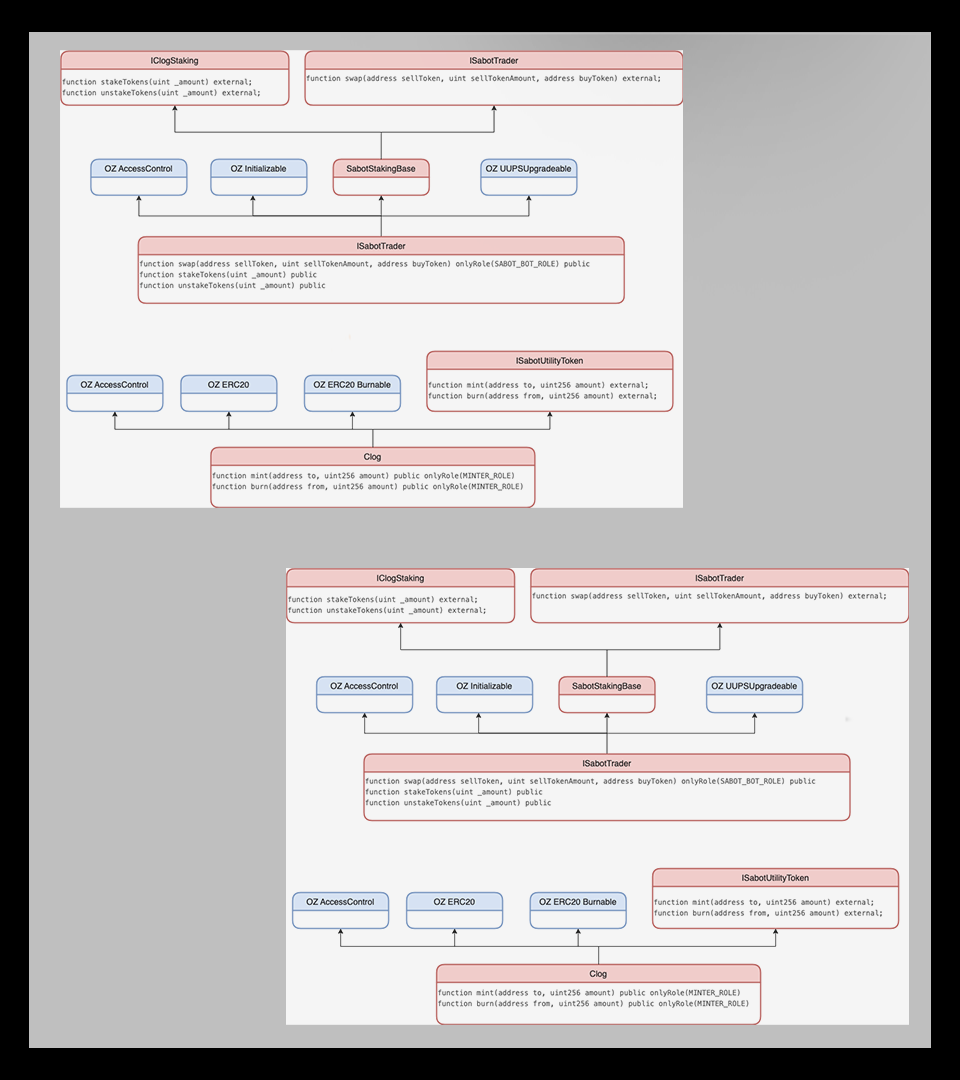 IClogStaking
function stakeTokens(uint _amount) external;
function unstakeTokens(uint _amount) external;
ISabotTrader
function swap(address sellToken, uint sellTokenAmount, address buyToken) external;
OZ AccessControl
OZ Initializable
SabotStakingBase
OZ UUPSUpgradeable
ISabotTrader
function swap(address sellToken, uint sellTokenAmount, address buyToken) onlyRole(SABOT_BOT_ROLE) public
function stakeTokens(uint _amount) public
function unstakeTokens(uint _amount) public
OZ AccessControl
OZ ERC20
OZ ERC20 Burnable
ISabotUtilityToken
function mint(address to, uint256 amount) external;
function burn(address from, uint256 amount) external;
Clog
function mint(address to, uint256 amount) public onlyRole(MINTER_ROLE)
function burn(address from, uint256 amount) public onlyRole(MINTER_ROLE)
IClogStaking
function stakeTokens(uint _amount) external;
function unstakeTokens(uint _amount) external;
ISabotTrader
function swap(address sellToken, uint sellTokenAmount, address buyToken) external;
OZ AccessControl
OZ Initializable
SabotStakingBase
OZ UUPSUpgradeable
ISabotTrader
function swap(address sellToken, uint sellTokenAmount, address buyToken) onlyRole(SABOT_BOT_ROLE) public
function stakeTokens(uint _amount) public
function unstakeTokens(uint _amount) public
OZ AccessControl
OZ ERC20
OZ ERC20 Burnable
ISabotUtilityToken
function mint(address to, uint256 amount) external;
function burn(address from, uint256 amount) external;
Clog
function mint(address to, uint256 amount) public onlyRole(MINTER_ROLE)
function burn(address from, uint256 amount) public onlyRole(MINTER_ROLE)